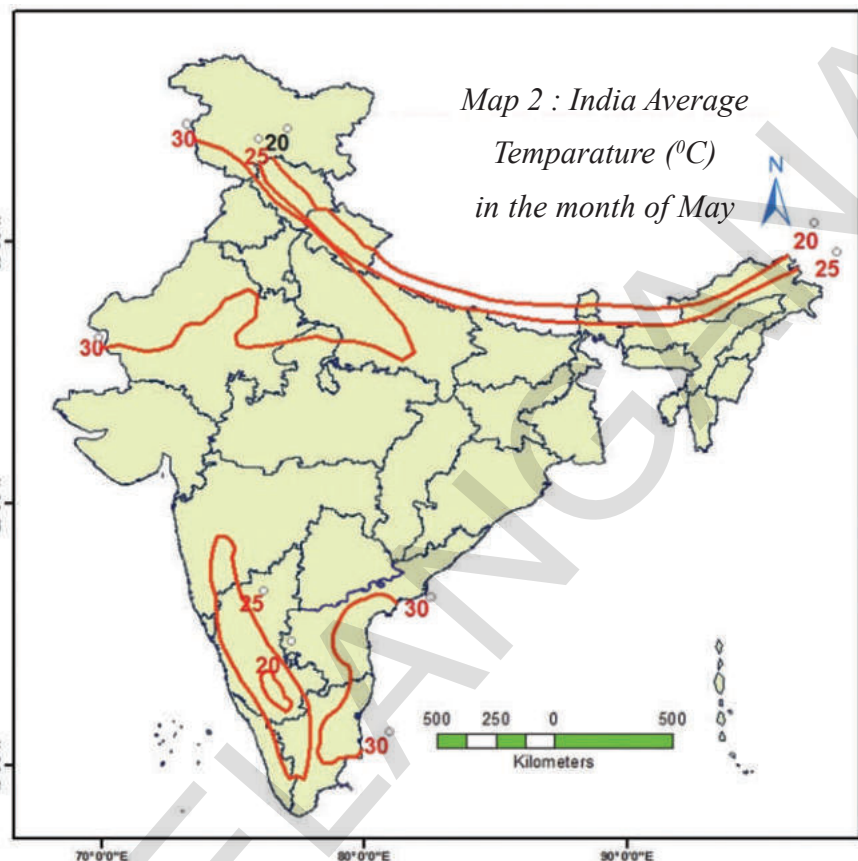 Map 2 : India Average
Temparature (⁰C)
in the month of May
N
30
20
25
20
25
30
25
30
20
30
500 250 0 500
Kilometers
70°0'0"E 80°0'0"E 90°0'0"E
TELANGANA